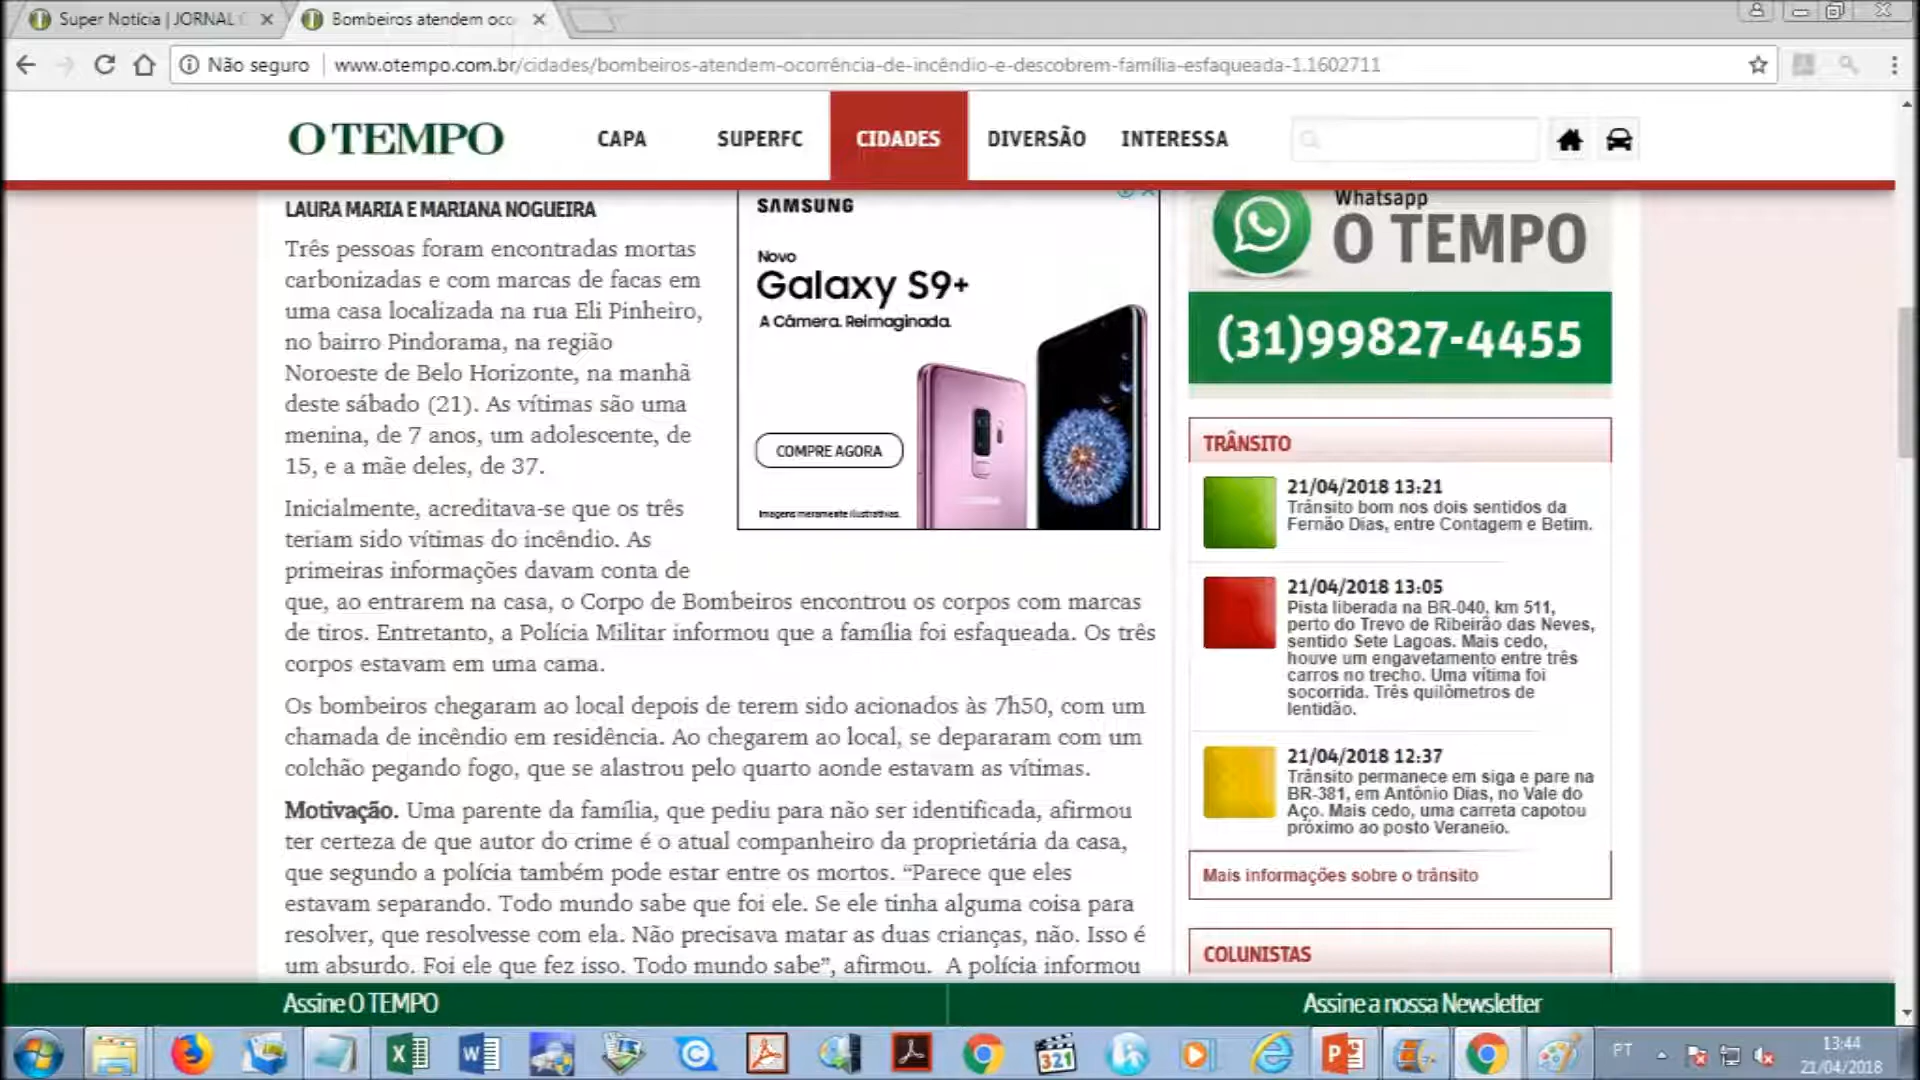 Super Notícia | JORNAL
Bombeiros atendem oco
Não seguro
www.otempo.com.br/cidades/bombeiros-atendem-ocorrência-de-incêndio-e-descobrem-família-esfaqueada-1.1602711
O TEMPO
CAPA
SUPERFC
CIDADES
DIVERSÃO
INTERESSA
LAURA MARIA E MARIANA NOGUEIRA
Três pessoas foram encontradas mortas
carbonizadas e com marcas de facas em
uma casa localizada na rua Eli Pinheiro,
no bairro Pindorama, na região
Noroeste de Belo Horizonte, na manhã
deste sábado (21). As vítimas são uma
menina, de 7 anos, um adolescente, de
15, e a mãe deles, de 37.
Inicialmente, acreditava-se que os três
teriam sido vítimas do incêndio. As
primeiras informações davam conta de
que, ao entrarem na casa, o Corpo de Bombeiros encontrou os corpos com marcas
de tiros. Entretanto, a Polícia Militar informou que a família foi esfaqueada. Os três
corpos estavam em uma cama.
Os bombeiros chegaram ao local depois de terem sido acionados às 7h50, com um
chamada de incêndio em residência. Ao chegarem ao local, se depararam com um
colchão pegando fogo, que se alastrou pelo quarto aonde estavam as vítimas.
Motivação. Uma parente da família, que pediu para não ser identificada, afirmou
ter certeza de que autor do crime é o atual companheiro da proprietária da casa,
que segundo a polícia também pode estar entre os mortos. “Parece que eles
estavam separando. Todo mundo sabe que foi ele. Se ele tinha alguma coisa para
resolver, que resolvesse com ela. Não precisava matar as duas crianças, não. Isso é
um absurdo. Foi ele que fez isso. Todo mundo sabe”, afirmou. A polícia informou
SAMSUNG
Novo
Galaxy S9+
A Câmera. Reimaginada.
COMPRE AGORA
Imagens meramente ilustrativas.
Whatsapp
O TEMPO
(31)99827-4455
TRÂNSITO
21/04/2018 13:21
Trânsito bom nos dois sentidos da
Fernão Dias, entre Contagem e Betim.
21/04/2018 13:05
Pista liberada na BR-040, km 511,
perto do Trevo de Ribeirão das Neves,
sentido Sete Lagoas. Mais cedo,
houve um engavetamento entre três
carros no trecho. Uma vítima foi
socorrida. Três quilômetros de
lentidão.
21/04/2018 12:37
Trânsito permanece em siga e pare na
BR-381, em Antônio Dias, no Vale do
Aço. Mais cedo, uma carreta capotou
próximo ao posto Veraneio.
Mais informações sobre o trânsito
COLUNISTAS
Assine O TEMPO
Assine a nossa Newsletter
321
PT
13:44
21/04/2018